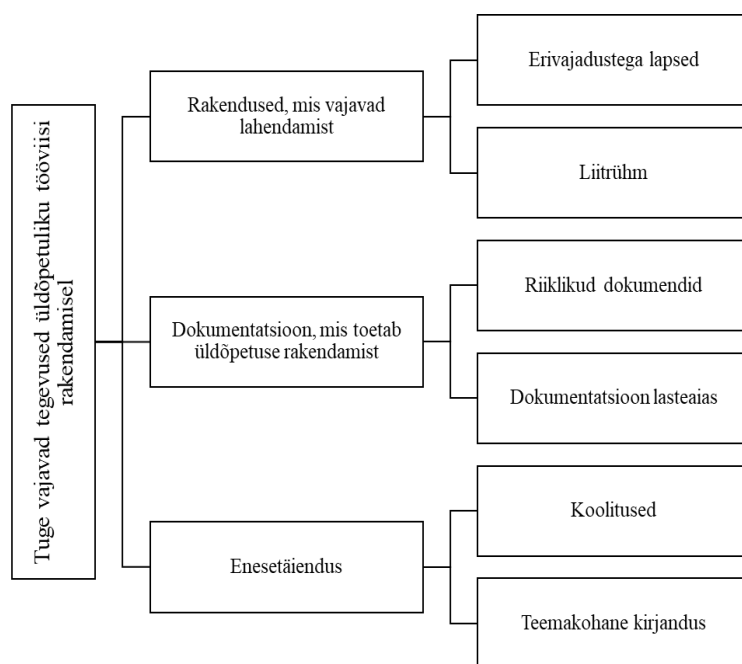 Tuge vajavad tegevused üldõpetuliku tööviisi
rakendamisel
Rakendused, mis vajavad
lahendamist
Erivajadustega lapsed
Liitrühm
Dokumentatsioon, mis toetab
üldõpetuse rakendamist
Riiklikud dokumendid
Dokumentatsioon lasteaias
Enesetäiendus
Koolitused
Teemakohane kirjandus